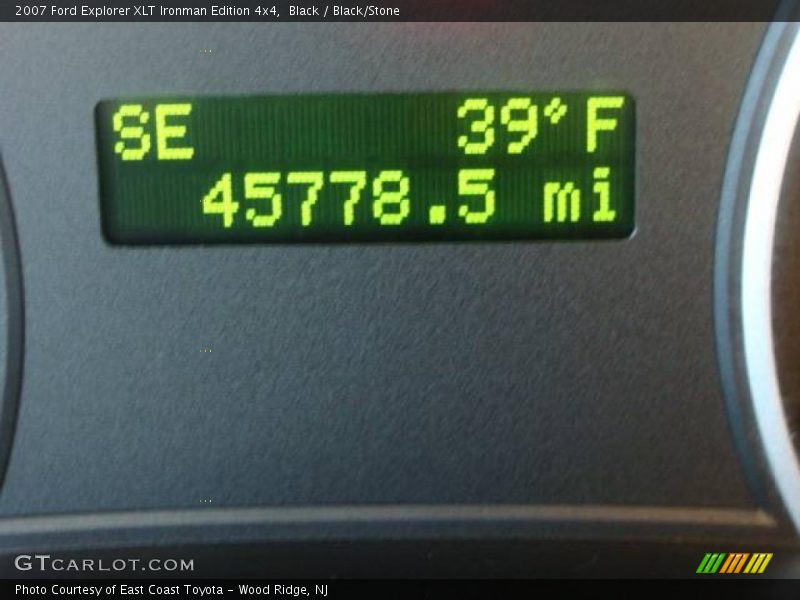 2007 Ford Explorer XLT Ironman Edition 4x4, Black / Black/Stone
SE 39° F
45778.5 mi
GTCARLOT.COM
Photo Courtesy of East Coast Toyota - Wood Ridge, NJ